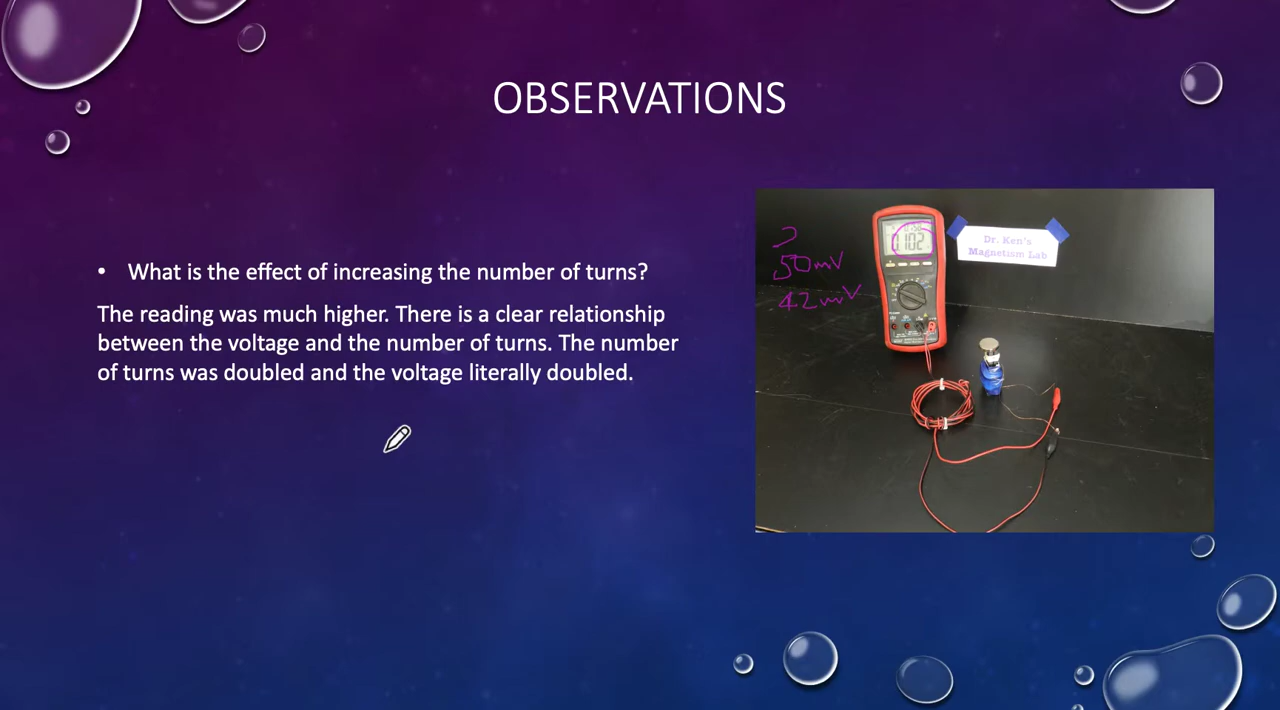 OBSERVATIONS
• What is the effect of increasing the number of turns?
The reading was much higher. There is a clear relationship
between the voltage and the number of turns. The number
of turns was doubled and the voltage literally doubled.
50mV
42mV
1102
Dr. Ken's
Magnetism Lab